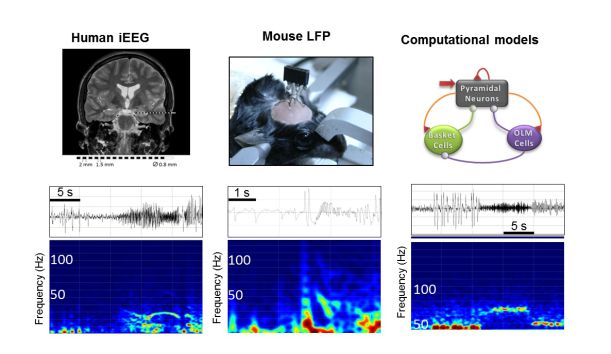 Human iEEG
Mouse LFP
Computational models
Pyramidal
Neurons
Basket
Cells
OLM
Cells
2 mm 1.5 mm Ø 0.8 mm
5 s
1 s
5 s
Frequency (Hz)
100
50
Frequency (Hz)
100
50
Frequency (Hz)
100
50